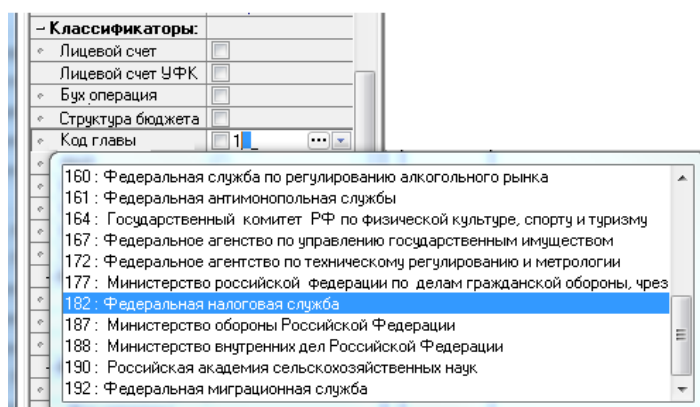 Классификаторы:
Лицевой счет
Лицевой счет УФК
Бух операция
Структура бюджета
Код главы 1_
160 : Федеральная служба по регулированию алкогольного рынка
161 : Федеральная антимонопольная службы
164 : Государственный комитет РФ по физической культуре, спорту и туризму
167 : Федеральное агенство по управлению государственным имуществом
172 : Федеральное агентство по техническому регулированию и метрологии
177 : Министерство российской федерации по делам гражданской обороны, чрез
182 : Федеральная налоговая служба
187 : Министерство обороны Российской Федерации
188 : Министерство внутренних дел Российской Федерации
190 : Российская академия сельскохозяйственных наук
192 : Федеральная миграционная служба